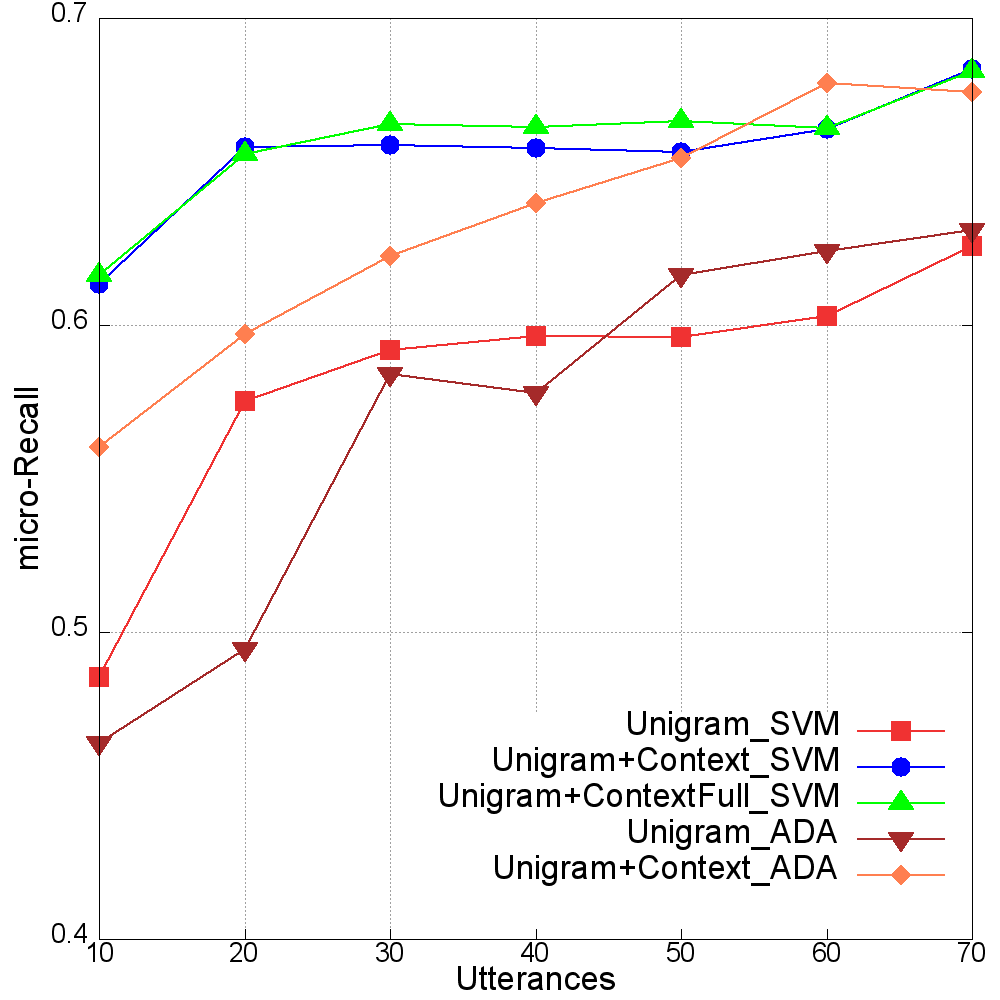 0.7
0.6
0.5
0.4
micro-Recall
Unigram_SVM
Unigram+Context_SVM
Unigram+ContextFull_SVM
Unigram_ADA
Unigram+Context_ADA
10 20 30 40 50 60 70
Utterances